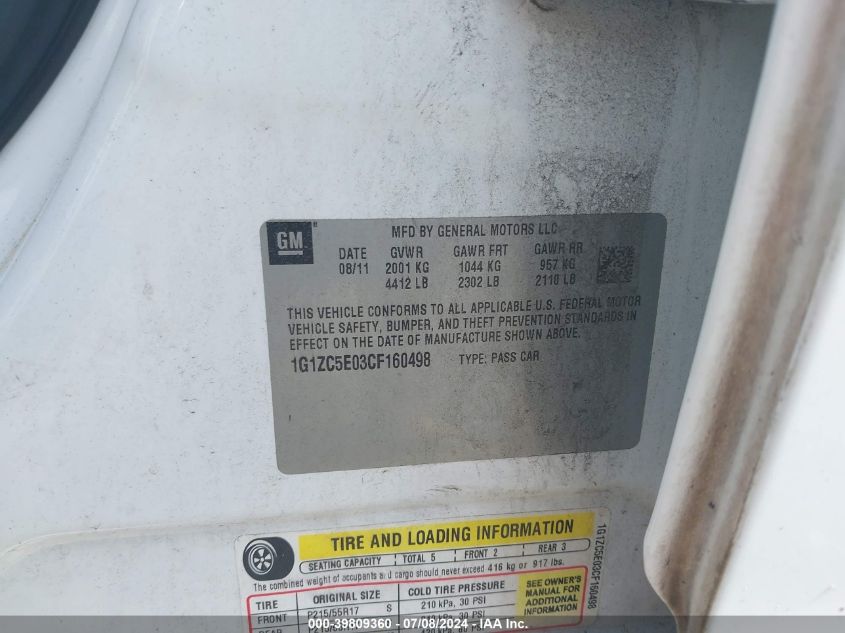 GM
MFD BY GENERAL MOTORS LLC
DATE GVWR GAWR FRT GAWR RR
08/11 2001 KG 1044 KG 957 KG
4412 LB 2302 LB 2110 LB
THIS VEHICLE CONFORMS TO ALL APPLICABLE U.S. FEDERAL MOTOR
VEHICLE SAFETY, BUMPER, AND THEFT PREVENTION STANDARDS IN
EFFECT ON THE DATE OF MANUFACTURE SHOWN ABOVE.
1G1ZC5E03CF160498 TYPE: PASS CAR
TIRE AND LOADING INFORMATION
SEATING CAPACITY TOTAL 5 FRONT 2 REAR 3
The combined weight of occupants and cargo should never exceed 416 kg or 917 lbs.
TIRE ORIGINAL SIZE COLD TIRE PRESSURE
FRONT P215/55R17 S 210 kPa, 30 PSI
SEE OWNER'S
MANUAL FOR
ADDITIONAL
INFORMATION
1G1ZC5E03CF160498
000-39809360 - 07/08/2024 - IAA Inc.